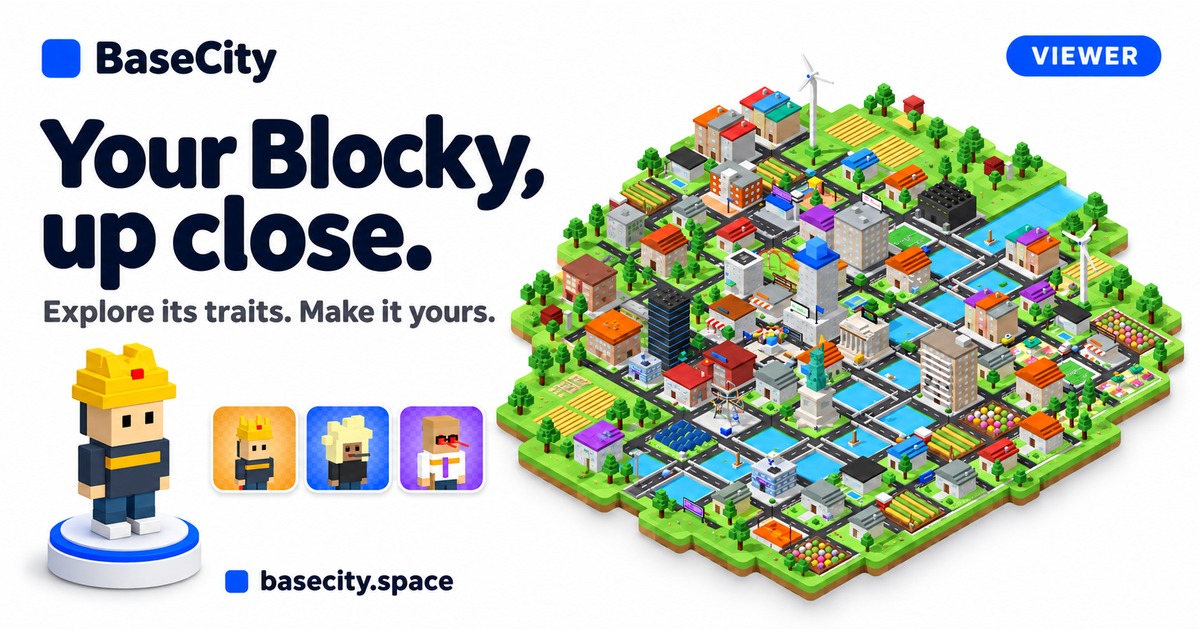 BaseCity
VIEWER
Your Blocky,
up close.
Explore its traits. Make it yours.
basecity.space